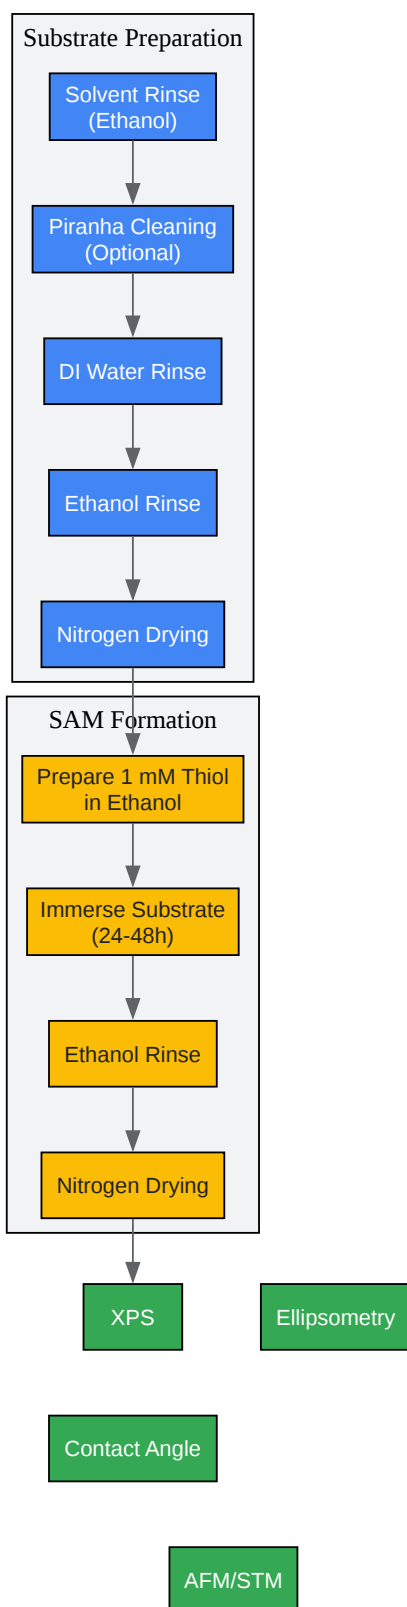 Substrate Preparation
Solvent Rinse
(Ethanol)
Piranha Cleaning
(Optional)
DI Water Rinse
Ethanol Rinse
Nitrogen Drying
SAM Formation
Prepare 1 mM Thiol
in Ethanol
Immerse Substrate
(24-48h)
Ethanol Rinse
Nitrogen Drying
XPS
Ellipsometry
Contact Angle
AFM/STM